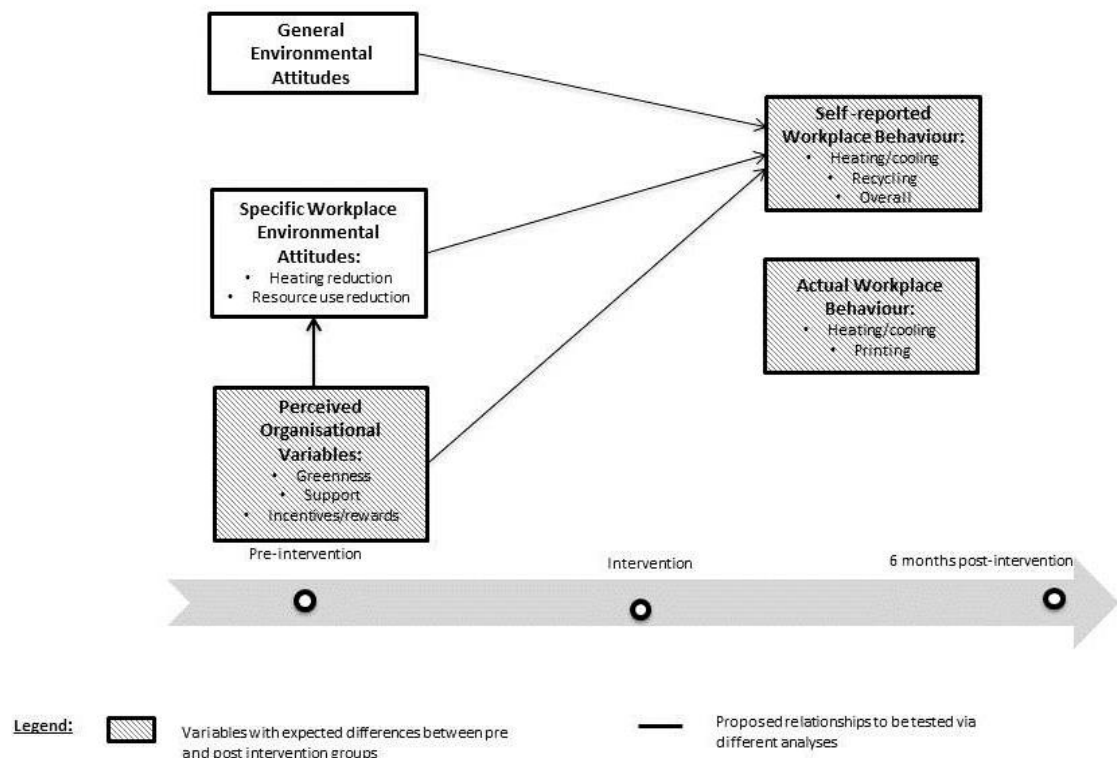 General
Environmental
Attitudes
Self -reported
Workplace Behaviour:
• Heating/cooling
• Recycling
• Overall
Specific Workplace
Environmental
Attitudes:
• Heating reduction
• Resource use reduction
Actual Workplace
Behaviour:
• Heating/cooling
• Printing
Perceived
Organisational
Variables:
• Greenness
• Support
• Incentives/rewards
Pre-intervention
Intervention
6 months post-intervention
Legend:
Variables with expected differences between pre
and post intervention groups
Proposed relationships to be tested via
different analyses